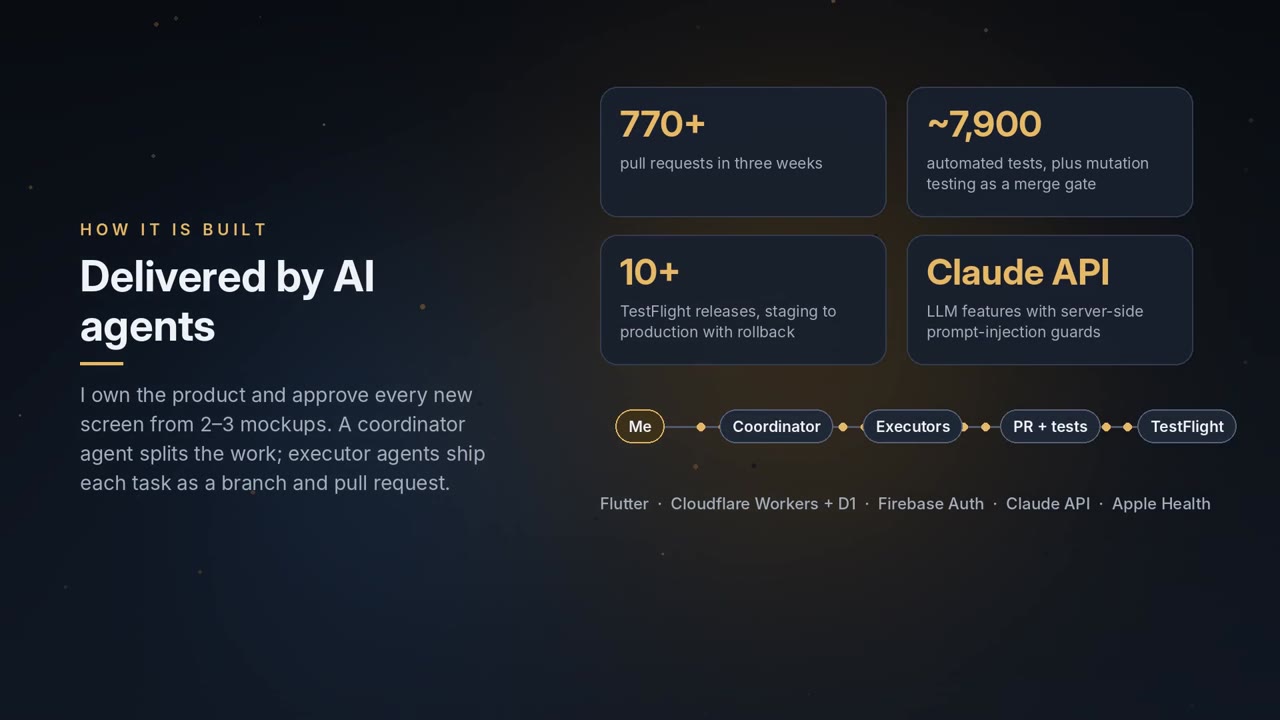 HOW IT IS BUILT
Delivered by AI
agents
I own the product and approve every new
screen from 2–3 mockups. A coordinator
agent splits the work; executor agents ship
each task as a branch and pull request.
770+
pull requests in three weeks
~7,900
automated tests, plus mutation
testing as a merge gate
10+
TestFlight releases, staging to
production with rollback
Claude API
LLM features with server-side
prompt-injection guards
Me
Coordinator
Executors
PR + tests
TestFlight
Flutter · Cloudflare Workers + D1 · Firebase Auth · Claude API · Apple Health